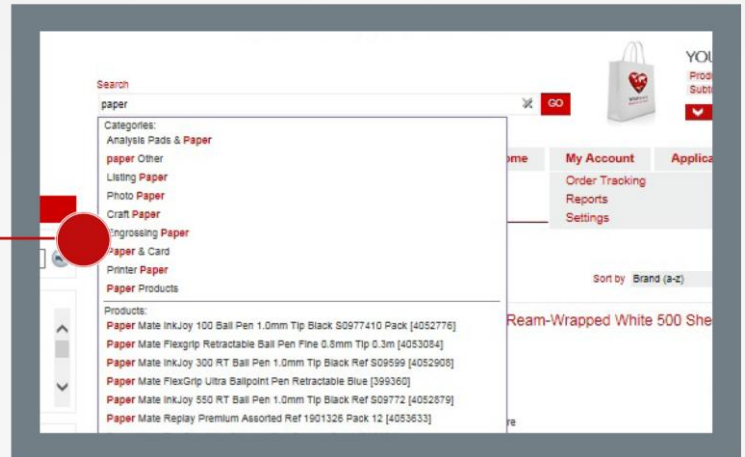 YOU
Produ
Subto
Search
paper
GO
Categories:
Analysis Pads & Paper
paper Other
Listing Paper
Photo Paper
Craft Paper
Engrossing Paper
Paper & Card
Printer Paper
Paper Products
Products:
Paper Mate InkJoy 100 Ball Pen 1.0mm Tip Black S0977410 Pack [4052776]
Paper Mate Flexgrip Retractable Ball Pen Fine 0.8mm Tip 0.3m [4053084]
Paper Mate InkJoy 300 RT Ball Pen 1.0mm Tip Black Ref S09599 [4052908]
Paper Mate FlexGrip Ultra Ballpoint Pen Retractable Blue [399360]
Paper Mate InkJoy 550 RT Ball Pen 1.0mm Tip Black Ref S09772 [4052879]
Paper Mate Replay Premium Assorted Ref 1901326 Pack 12 [4053633]
ome
My Account
Applica
Order Tracking
Reports
Settings
Sort by Brand (a-z)
Ream-Wrapped White 500 She
re